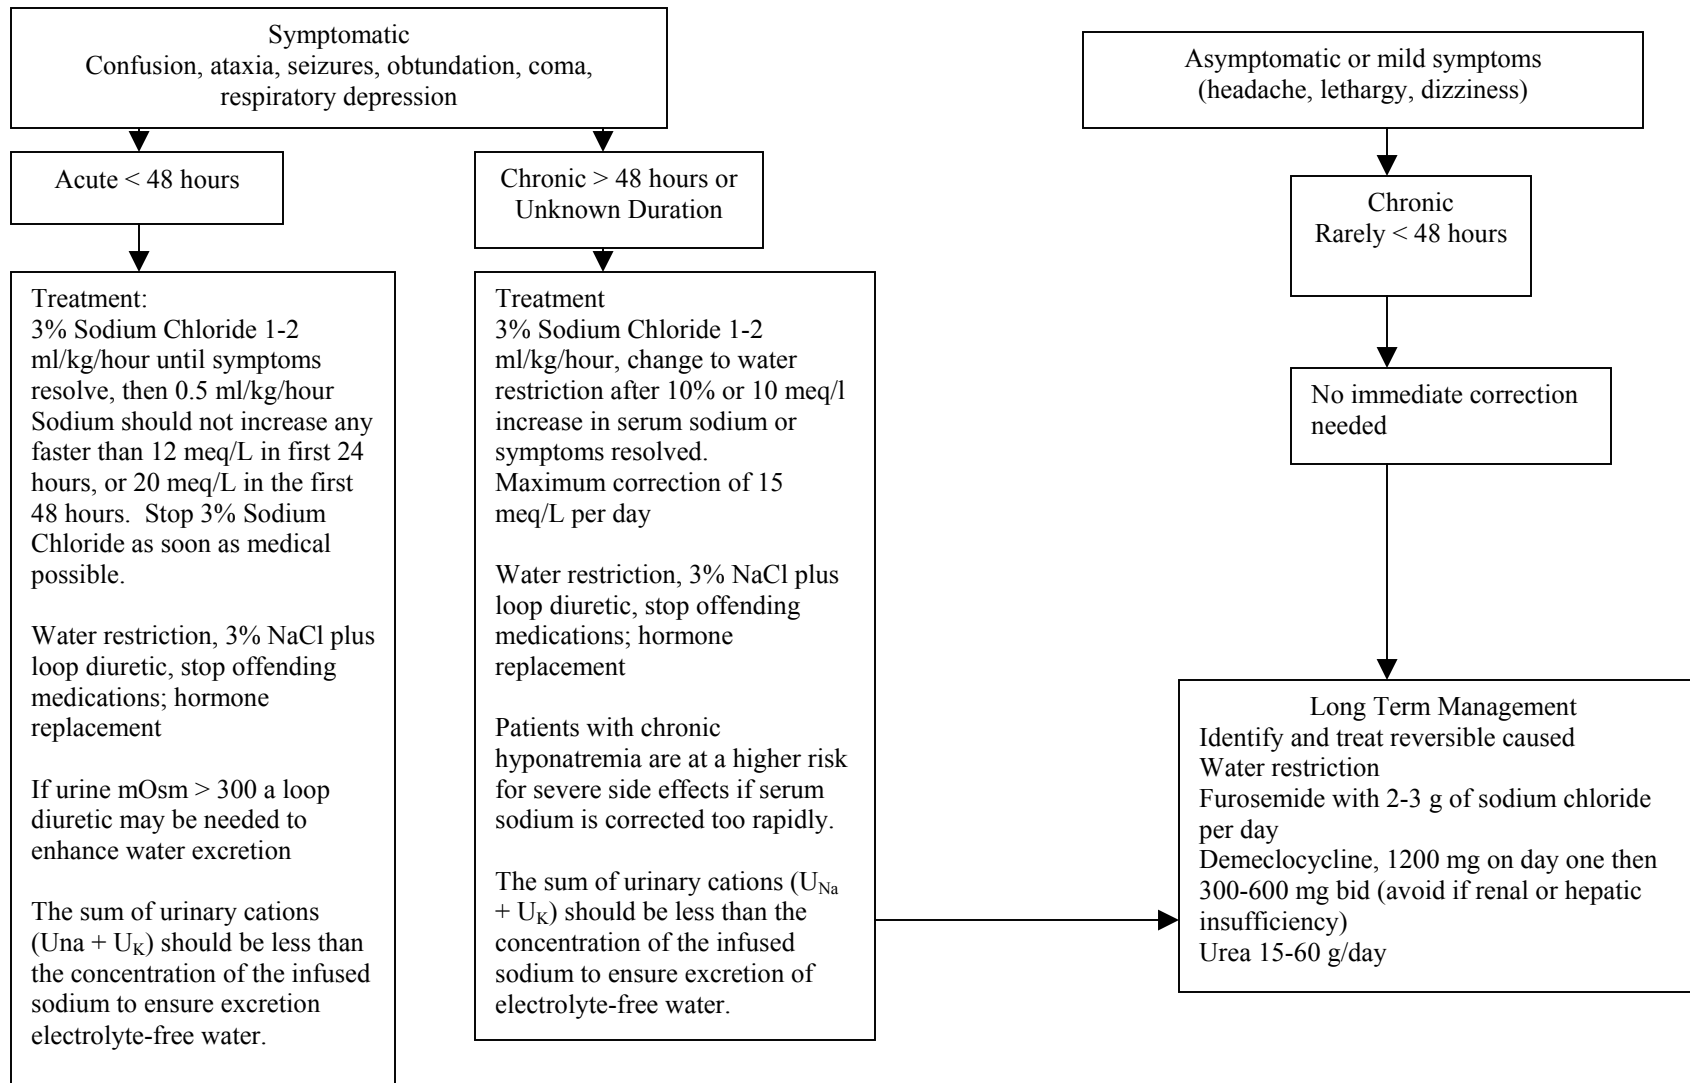 Symptomatic
Confusion, ataxia, seizures, obtundation, coma,
respiratory depression
Acute < 48 hours
Treatment:
3% Sodium Chloride 1-2
ml/kg/hour until symptoms
resolve, then 0.5 ml/kg/hour
Sodium should not increase any
faster than 12 meq/L in first 24
hours, or 20 meq/L in the first
48 hours.  Stop 3% Sodium
Chloride as soon as medical
possible.
Water restriction, 3% NaCl plus
loop diuretic, stop offending
medications; hormone
replacement
If urine mOsm > 300 a loop
diuretic may be needed to
enhance water excretion
The sum of urinary cations
(Una + U_K) should be less than
the concentration of the infused
sodium to ensure excretion
electrolyte-free water.
Chronic > 48 hours or
Unknown Duration
Treatment
3% Sodium Chloride 1-2
ml/kg/hour, change to water
restriction after 10% or 10 meq/l
increase in serum sodium or
symptoms resolved.
Maximum correction of 15
meq/L per day
Water restriction, 3% NaCl plus
loop diuretic, stop offending
medications; hormone
replacement
Patients with chronic
hyponatremia are at a higher risk
for severe side effects if serum
sodium is corrected too rapidly.
The sum of urinary cations (U_Na
+ U_K) should be less than the
concentration of the infused
sodium to ensure excretion of
electrolyte-free water.
Asymptomatic or mild symptoms
(headache, lethargy, dizziness)
Chronic
Rarely < 48 hours
No immediate correction
needed
Long Term Management
Identify and treat reversible caused
Water restriction
Furosemide with 2-3 g of sodium chloride
per day
Demeclocycline, 1200 mg on day one then
300-600 mg bid (avoid if renal or hepatic
insufficiency)
Urea 15-60 g/day